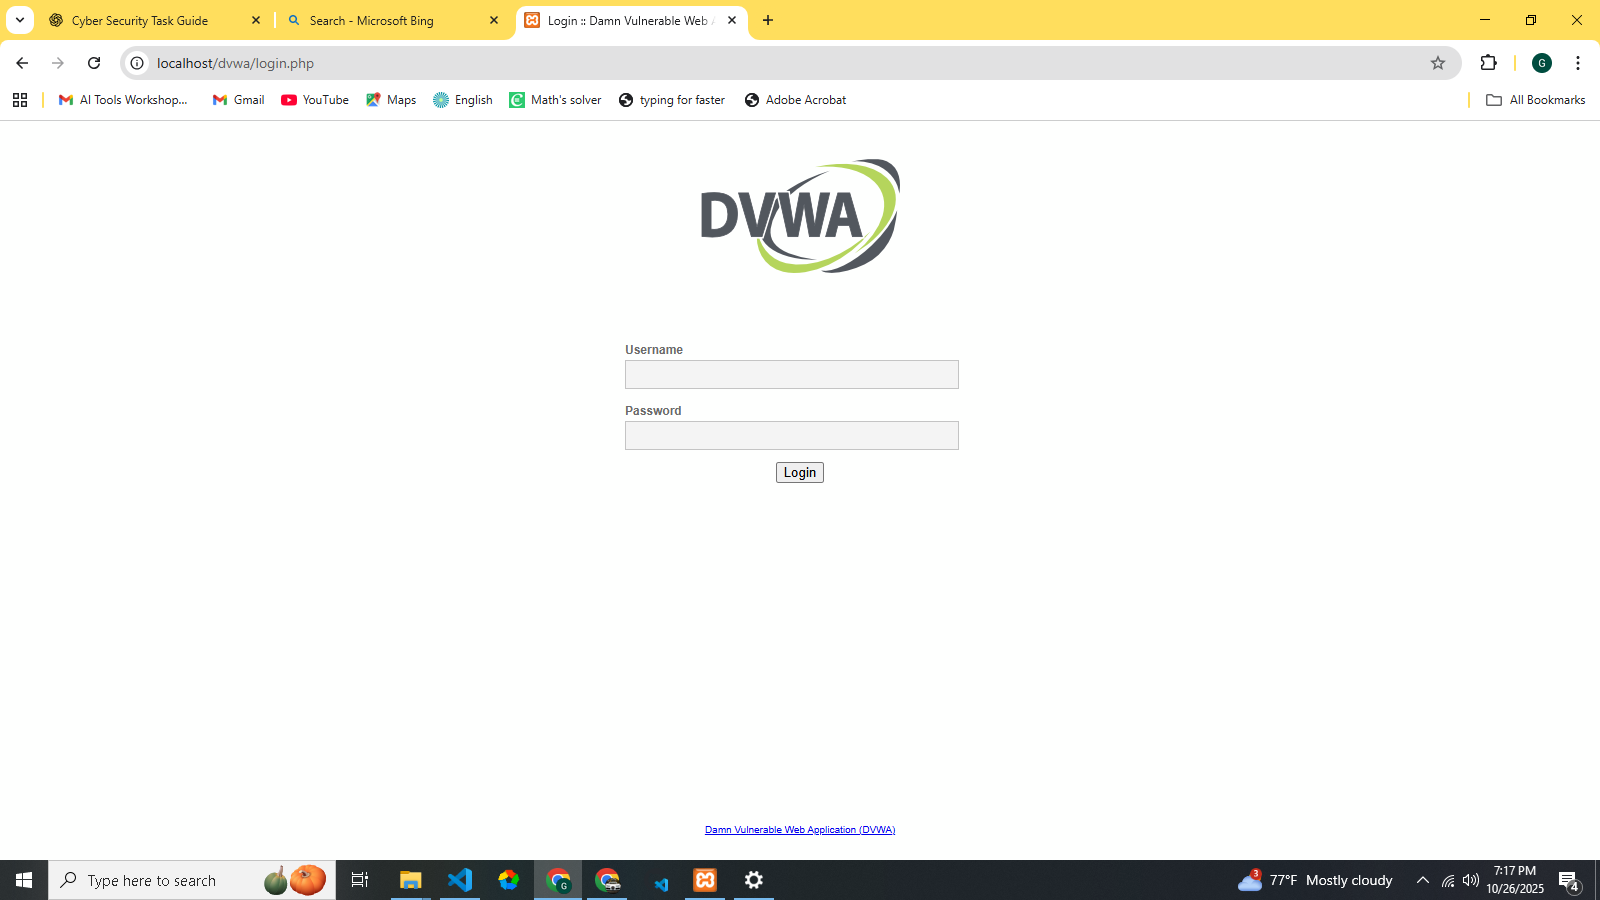 Cyber Security Task Guide
Search - Microsoft Bing
Login :: Damn Vulnerable Web A
localhost/dvwa/login.php
G
AI Tools Workshop...
Gmail
YouTube
Maps
English
Math's solver
typing for faster
Adobe Acrobat
All Bookmarks
DVWA
Username
Password
Login
Damn Vulnerable Web Application (DVWA)
Type here to search
G
3
77°F Mostly cloudy
7:17 PM
10/26/2025
4